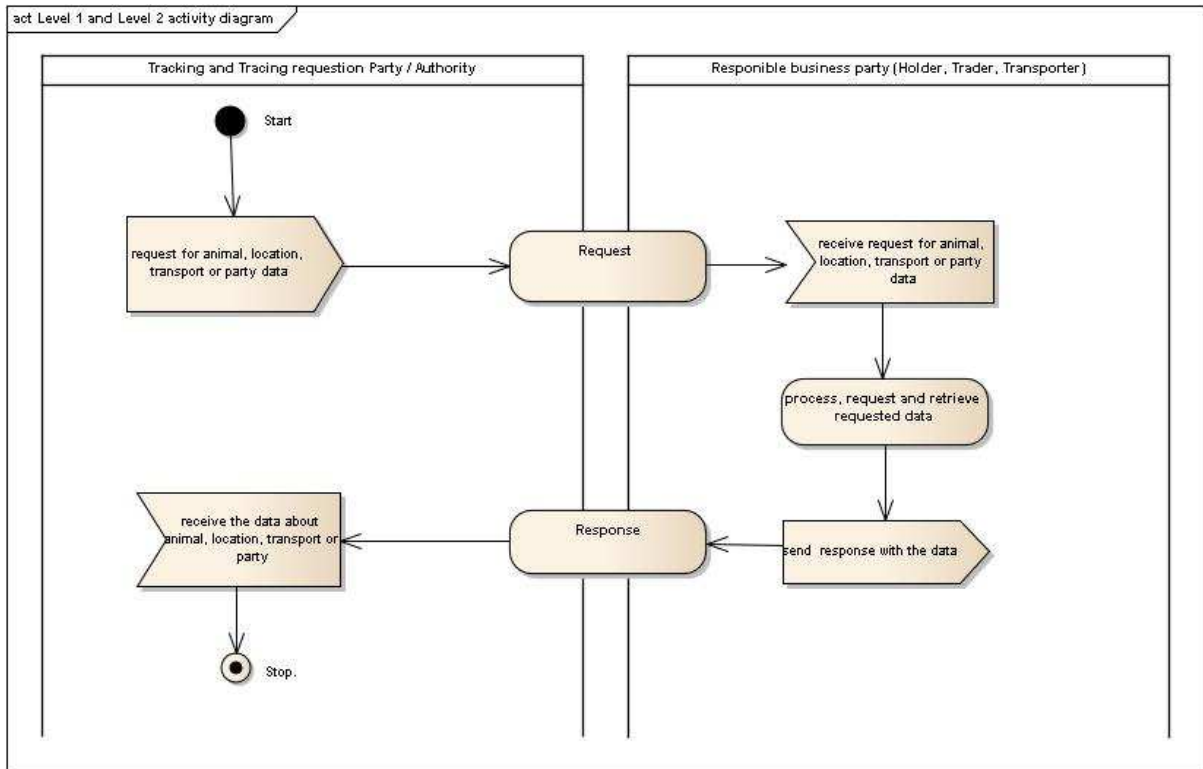 act Level 1 and Level 2 activity diagram
Tracking and Tracing requestion Party / Authority
Responible business party (Holder, Trader, Transporter)
Start
request for animal, location,
transport or party data
Request
receive request for animal,
location, transport or party
data
process, request and retrieve
requested data
send response with the data
Response
receive the data about
animal, location, transport or
party
Stop.